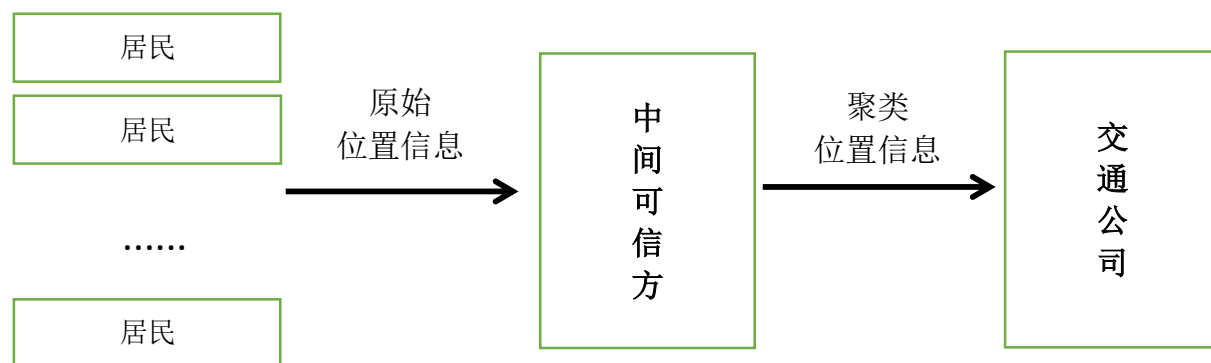 居民
居民
……
居民
原始
位置信息
中
间
可
信
方
聚类
位置信息
交
通
公
司